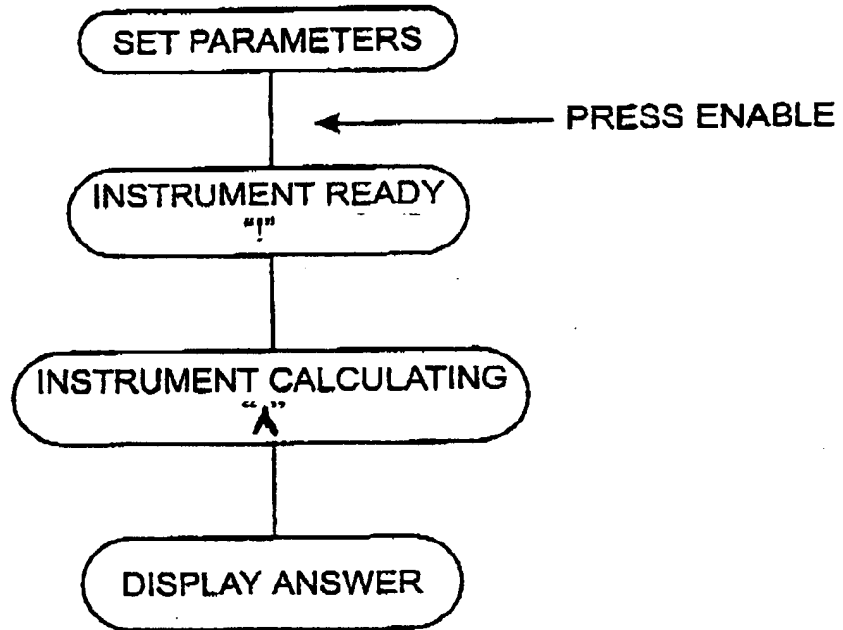 SET PARAMETERS
PRESS ENABLE
INSTRUMENT READY
"!"
INSTRUMENT CALCULATING
"⋏"
DISPLAY ANSWER